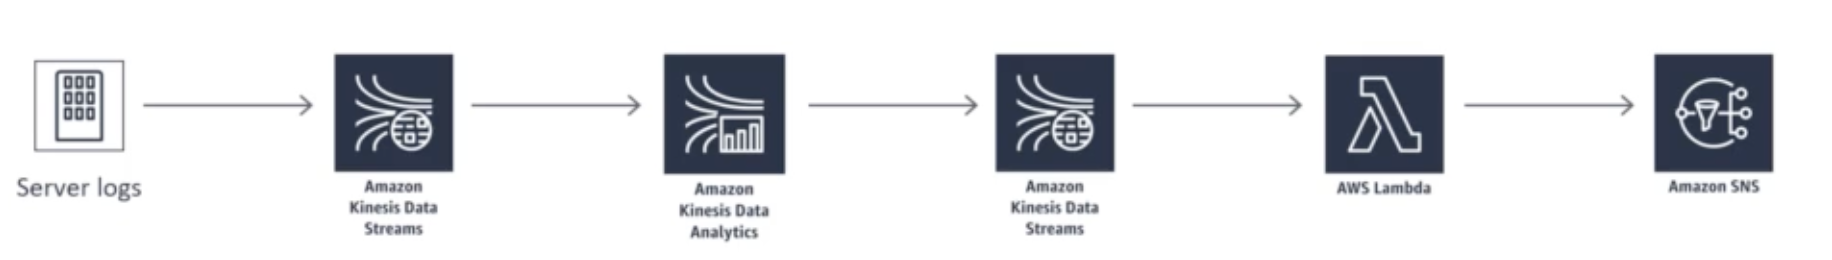 Server logs
Amazon
Kinesis Data
Streams
Amazon
Kinesis Data
Analytics
Amazon
Kinesis Data
Streams
AWS Lambda
Amazon SNS